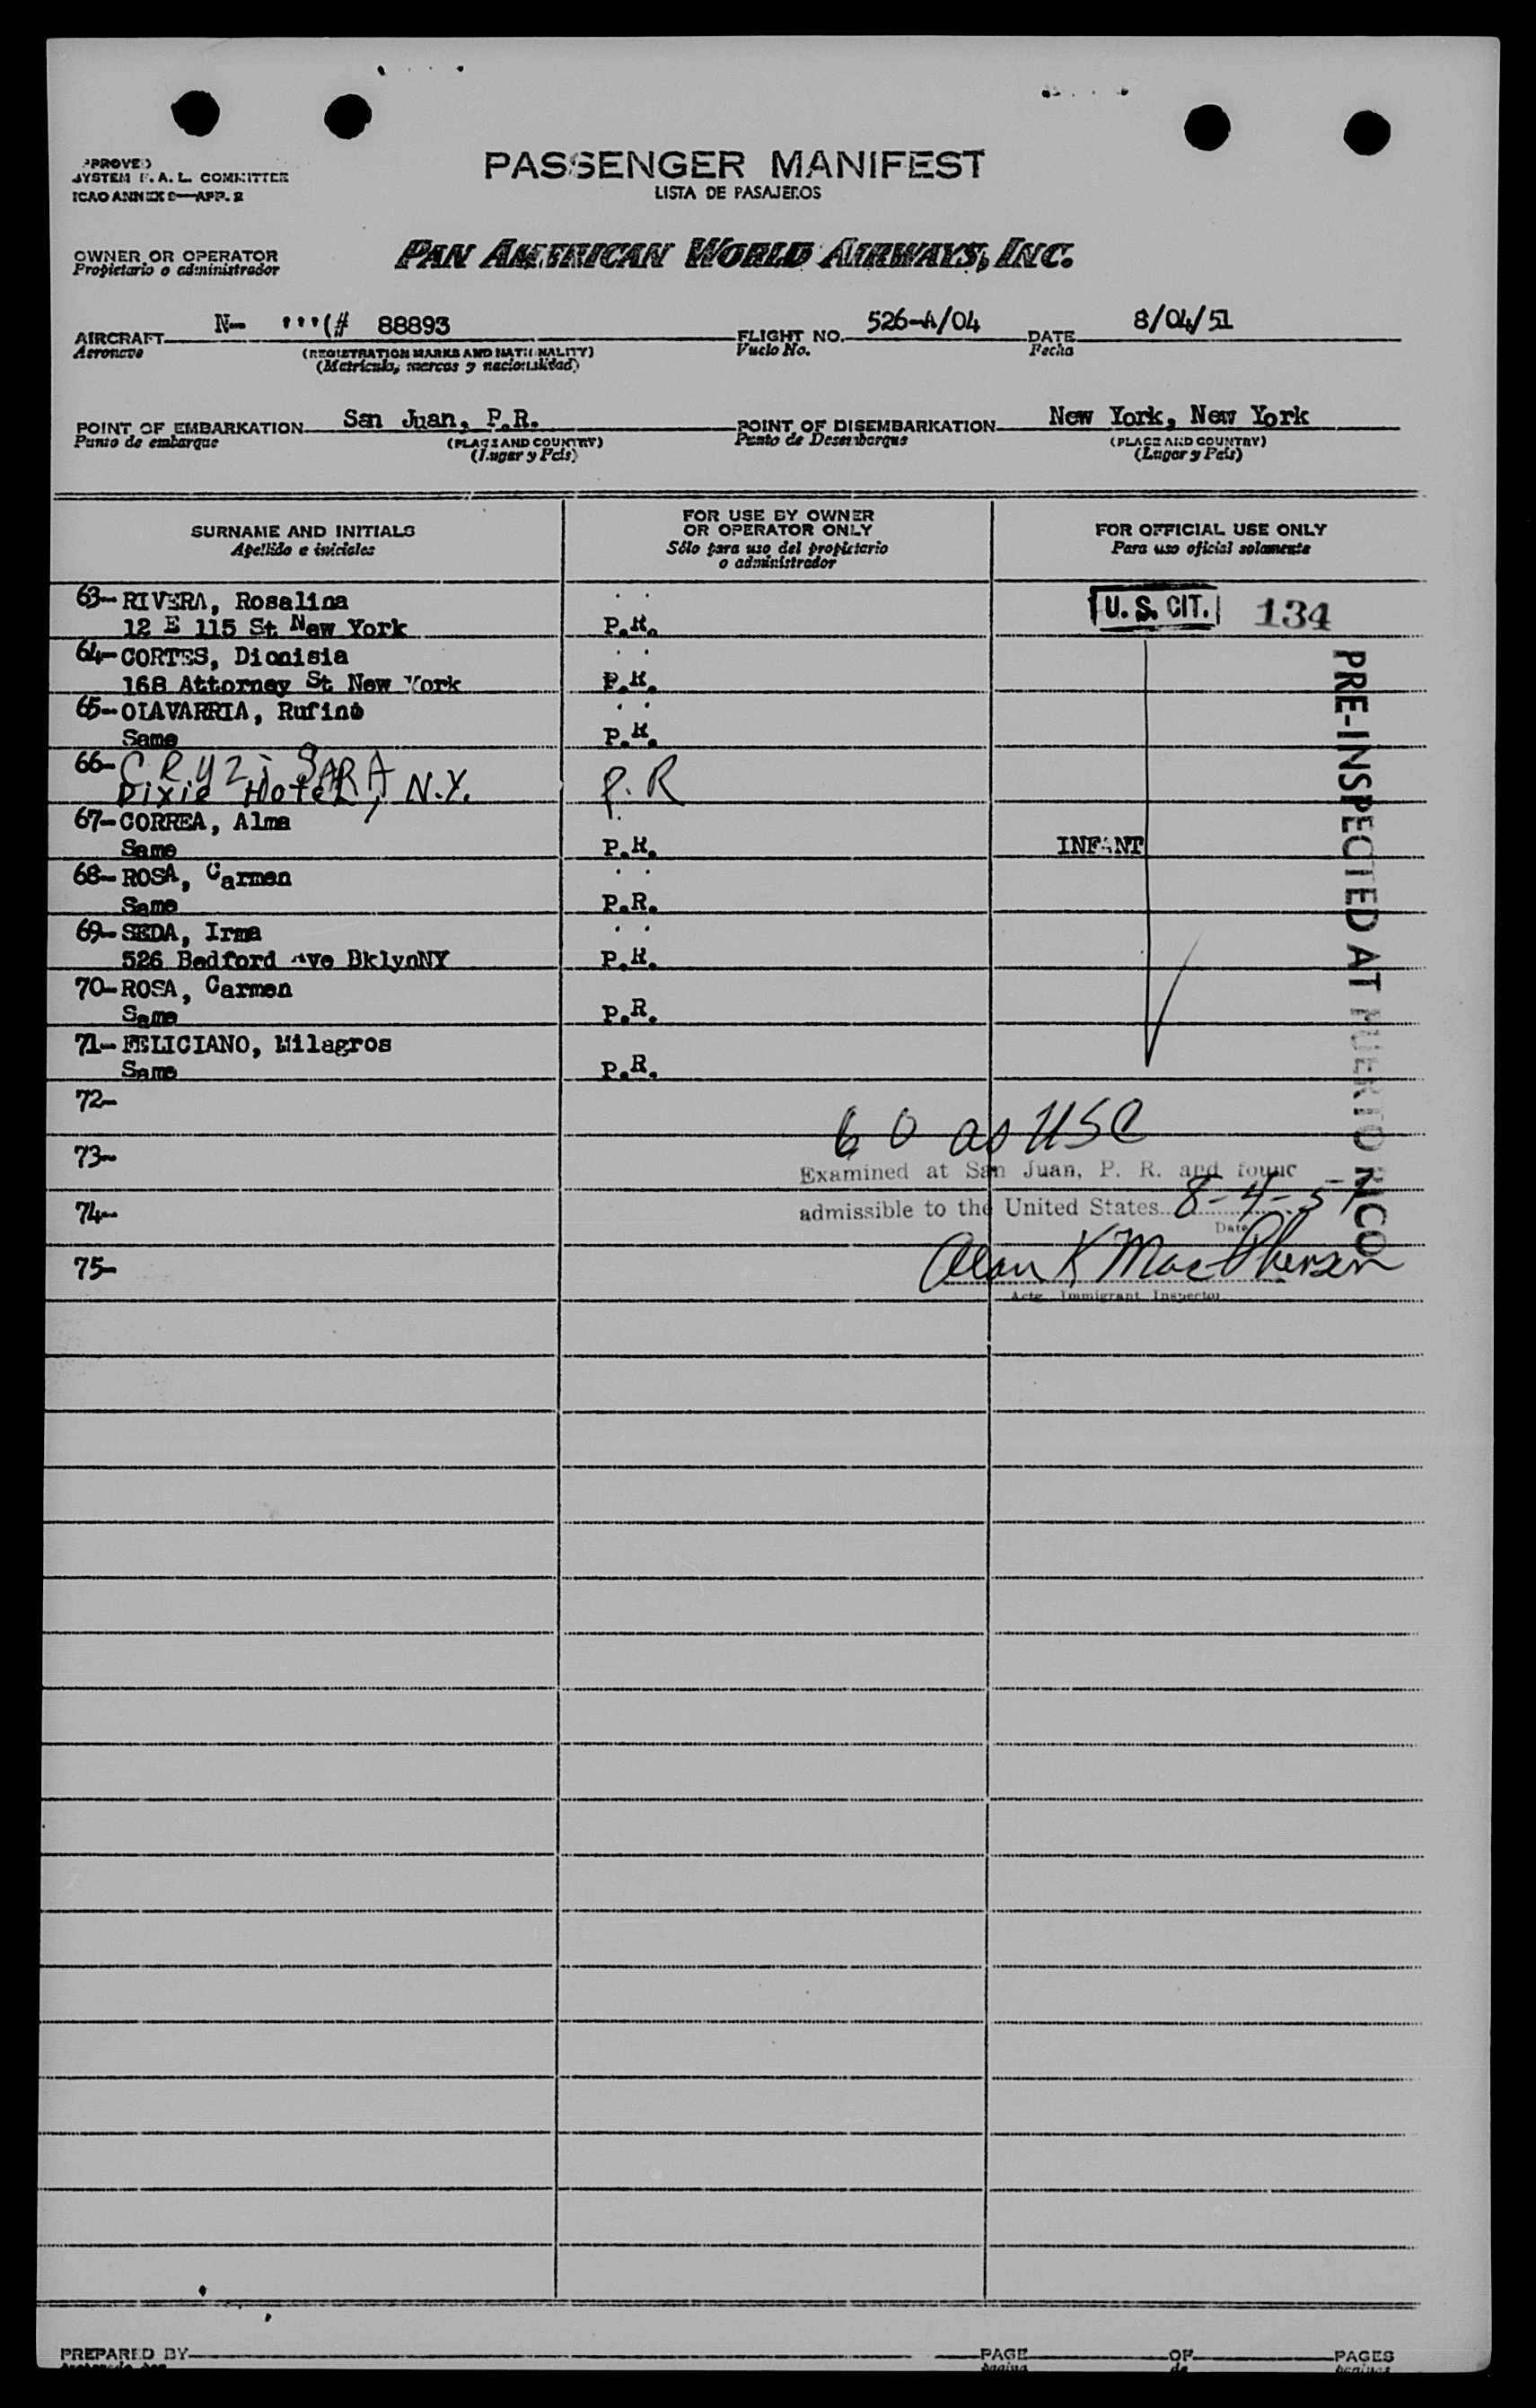 APPROVED
SYSTEM F. A. L. COMMITTEE
ICAO ANNEX 9—APP. 2
PASSENGER MANIFEST
LISTA DE PASAJEROS
OWNER OR OPERATOR
Propietario o administrador
PAN AMERICAN WORLD AIRWAYS, INC.
AIRCRAFT N- '''(# 88893
Aeronave
(REGISTRATION MARKS AND NATIONALITY)
(Matricula, marcas y nacionalidad)
FLIGHT NO. 526-A/04
Vuelo No.
DATE 8/04/51
Fecha
POINT OF EMBARKATION San Juan, P.R.
Punto de embarque
(PLACE AND COUNTRY)
(Lugar y País)
POINT OF DISEMBARKATION New York, New York
Punto de Desembarque
(PLACE AND COUNTRY)
(Lugar y País)
SURNAME AND INITIALS
Apellido e iniciales
FOR USE BY OWNER
OR OPERATOR ONLY
Sólo para uso del propietario
o administrador
FOR OFFICIAL USE ONLY
Para uso oficial solamente
63- RIVERA, Rosalina
12 E 115 St New York P.R.
U. S. CIT. 134
64- CORTES, Dionisia
168 Attorney St New York P.R.
65- OLAVARRIA, Rufino
Same P.R.
66- CRUZ; SARA
Dixie Hotel, N.Y. P.R
67- CORREA, Alma
Same P.R. INFANT
68- ROSA, Carmen
Same P.R.
69- SEDA, Irma
526 Bedford Ave BklynNY P.R.
70- ROSA, Carmen
Same P.R.
71- FELICIANO, Milagros
Same P.R.
PRE-INSPECTED AT PUERTO RICO
72-
60 as USC
73-
Examined at San Juan, P. R. and found
74-
admissible to the United States 8-4-51
Date
75-
Alan K MacPherson
Actg. Immigrant Inspector
PREPARED BY
PAGE OF PAGES
página de páginas